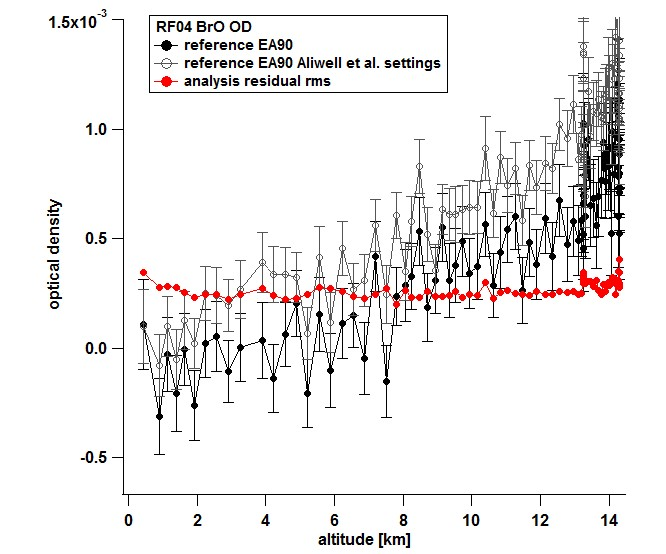 1.5x10⁻³
RF04 BrO OD
reference EA90
reference EA90 Aliwell et al. settings
analysis residual rms
1.0
0.5
0.0
-0.5
optical density
0 2 4 6 8 10 12 14
altitude [km]